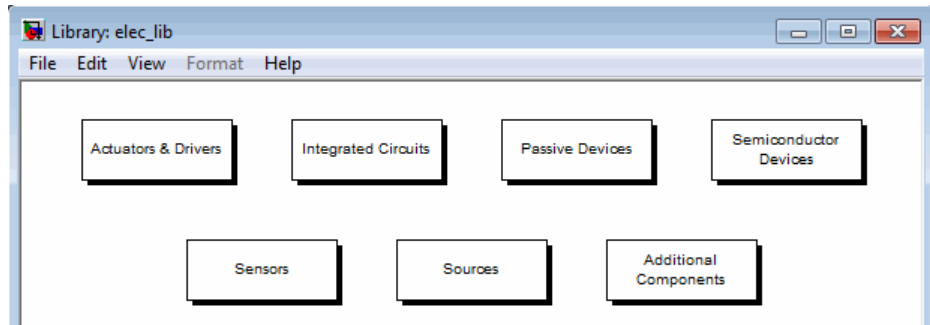 Library: elec_lib
File Edit View Format Help
Actuators & Drivers
Integrated Circuits
Passive Devices
Semiconductor
Devices
Sensors
Sources
Additional
Components